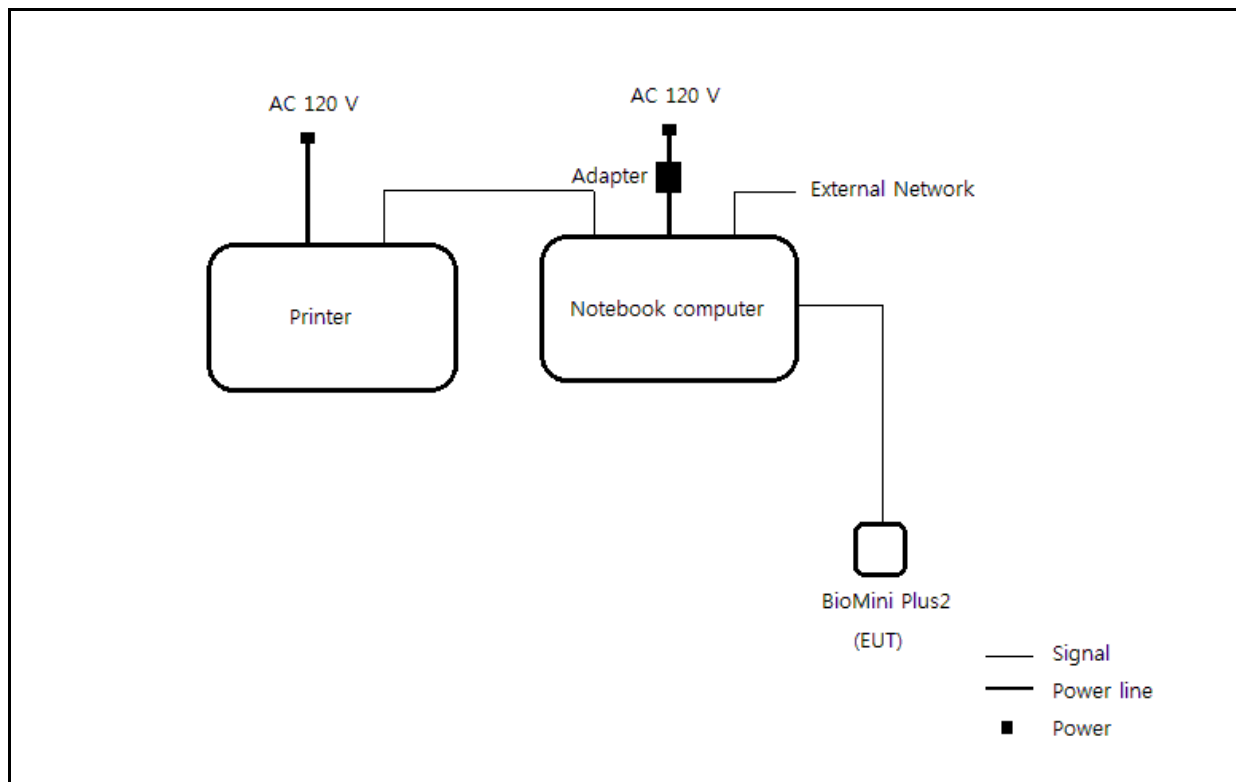 AC 120 V
AC 120 V
Adapter
External Network
Printer
Notebook computer
BioMini Plus2
(EUT)
Signal
Power line
Power